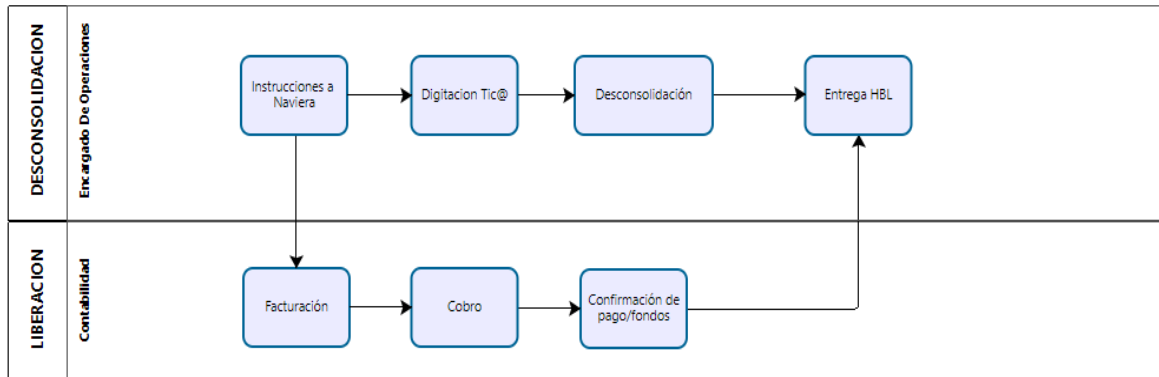 DESCONSOLIDACION
Encargado De Operaciones
Instrucciones a
Naviera
Digitacion Tic@
Desconsolidación
Entrega HBL
LIBERACION
Contabilidad
Facturación
Cobro
Confirmación de
pago/fondos